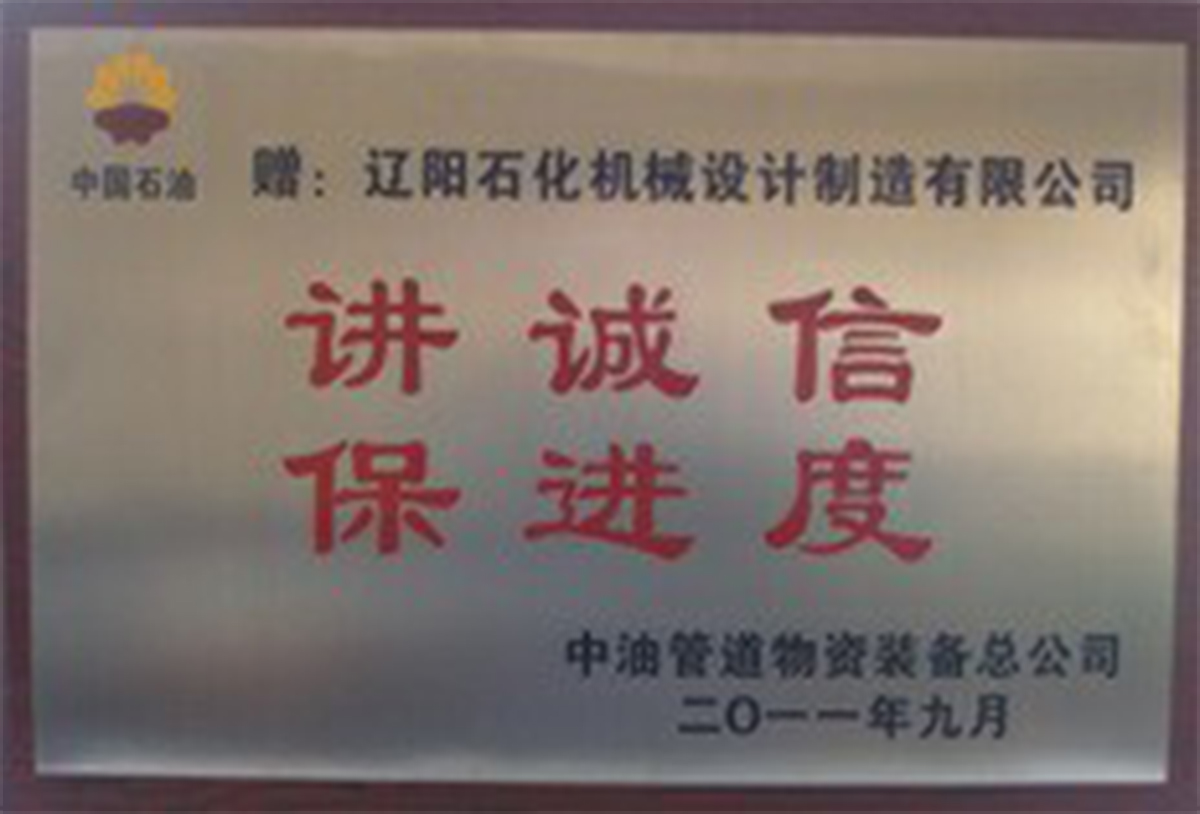 中国石油
赠：辽阳石化机械设计制造有限公司
讲诚信
保进度
中油管道物资装备总公司
二O一一年九月